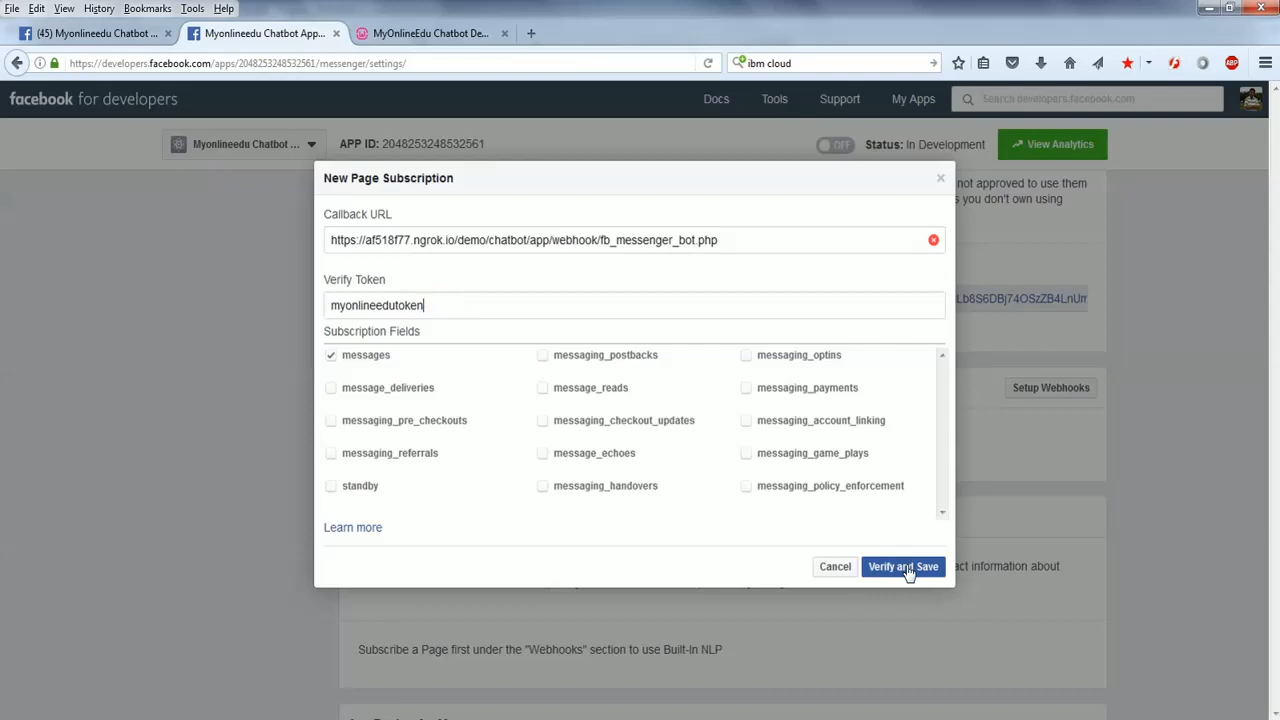 File Edit View History Bookmarks Tools Help
(45) Myonlineedu Chatbot ... × Myonlineedu Chatbot App... × MyOnlineEdu Chatbot De... × +
https://developers.facebook.com/apps/2048253248532561/messenger/settings/ ibm cloud
facebook for developers Docs Tools Support My Apps Search developers.facebook.com
Myonlineedu Chatbot ... APP ID: 2048253248532561 OFF Status: In Development View Analytics
New Page Subscription ×
not approved to use them
s you don't own using
Callback URL
https://af518f77.ngrok.io/demo/chatbot/app/webhook/fb_messenger_bot.php
Verify Token
myonlineedutoken
Lb8S6DBj74OSzZB4LnUm
Subscription Fields
messages messaging_postbacks messaging_optins
message_deliveries message_reads messaging_payments
Setup Webhooks
messaging_pre_checkouts messaging_checkout_updates messaging_account_linking
messaging_referrals message_echoes messaging_game_plays
standby messaging_handovers messaging_policy_enforcement
Learn more
Cancel Verify and Save
act information about
Subscribe a Page first under the "Webhooks" section to use Built-in NLP